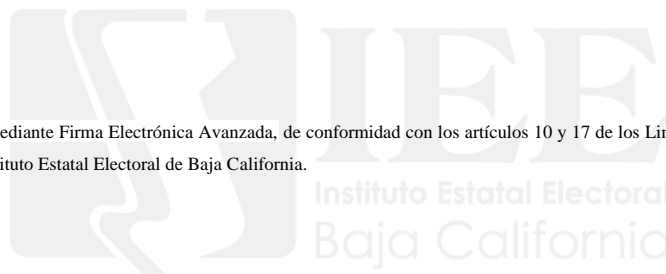 IEE
ediante Firma Electrónica Avanzada, de conformidad con los artículos 10 y 17 de los Lin
ituto Estatal Electoral de Baja California.
Instituto Estatal Electoral
Baja California